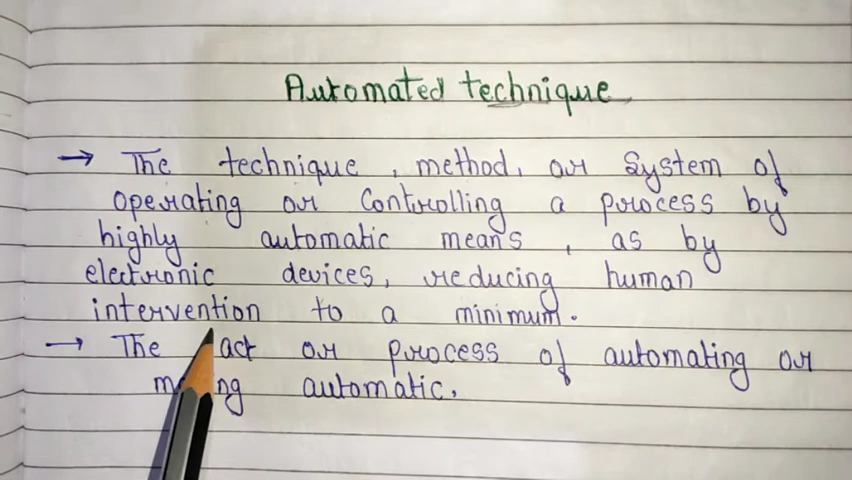 Automated technique
→ The technique, method, or System of
operating or Controlling a process by
highly automatic means, as by
electronic devices, reducing human
intervention to a minimum.
→ The act or process of automating or
automatic.